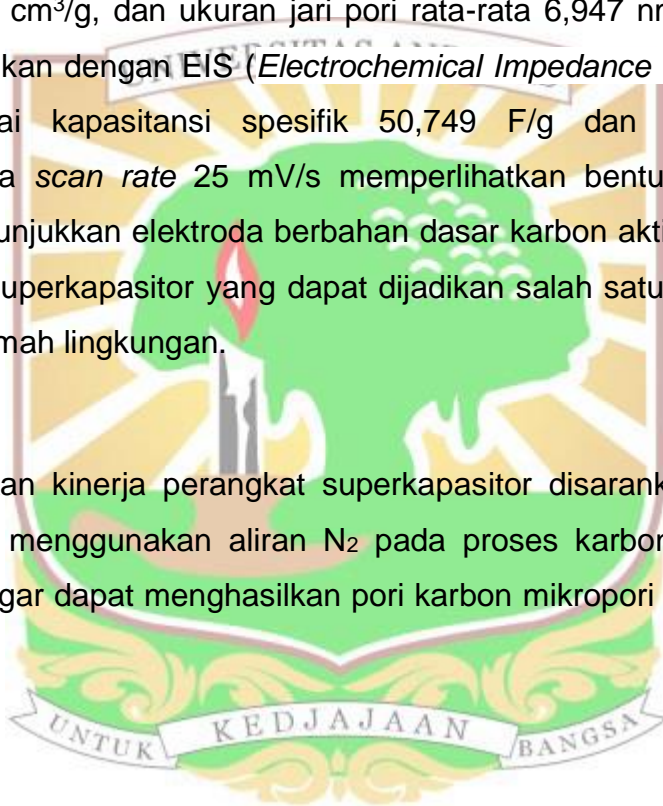 cm³/g, dan ukuran jari pori rata-rata 6,947 nm
kan dengan EIS (Electrochemical Impedance
ai kapasitansi spesifik 50,749 F/g dan
a scan rate 25 mV/s memperlihatkan bentu
unjukkan elektroda berbahan dasar karbon akti
superkapasitor yang dapat dijadikan salah satu
mah lingkungan.
an kinerja perangkat superkapasitor disarank
menggunakan aliran N₂ pada proses karbon
gar dapat menghasilkan pori karbon mikropori
UNTUK KEDJAJAAN BANGSA